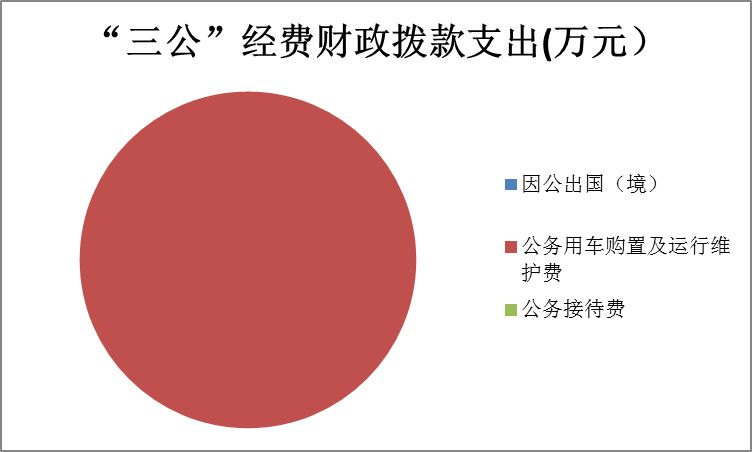 “三公”经费财政拨款支出(万元）
因公出国（境）
公务用车购置及运行维
护费
公务接待费